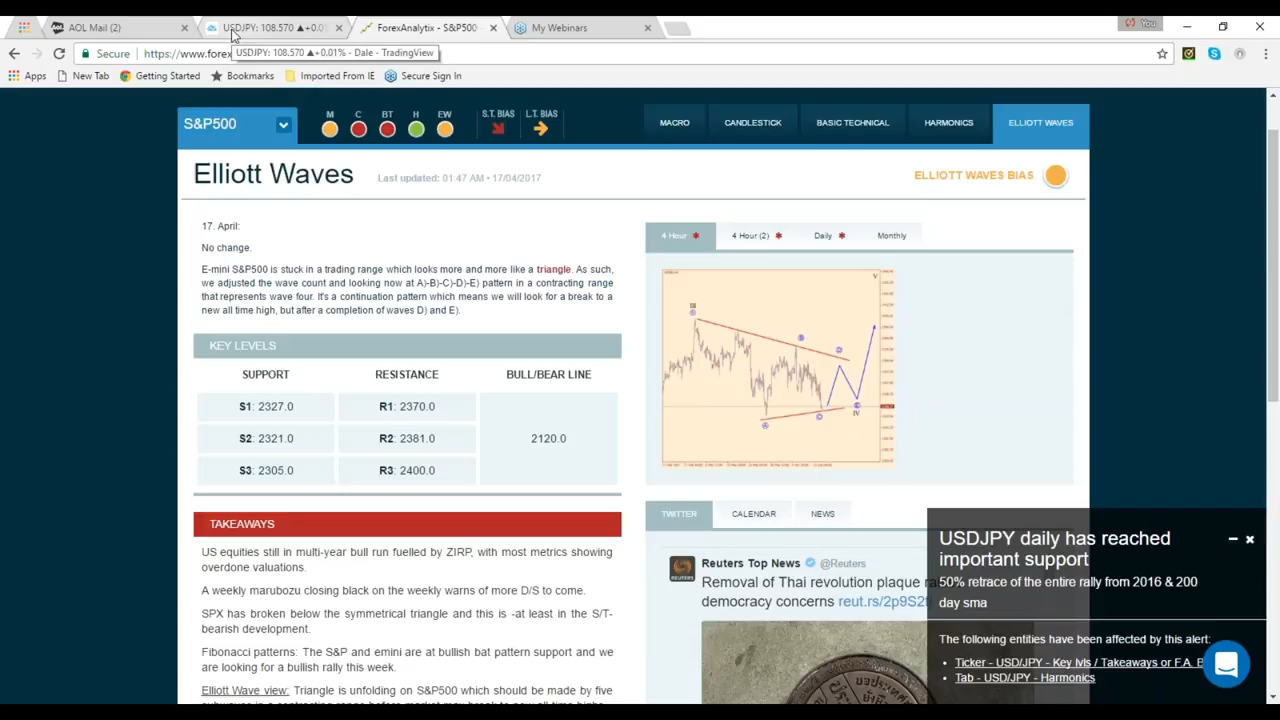 AOL Mail (2)
USDJPY: 108.570 ▲+0.01
ForexAnalytix - S&P500
My Webinars
You
Secure
https://www.forex
USDJPY: 108.570 ▲+0.01% - Dale - TradingView
Apps
New Tab
Getting Started
Bookmarks
Imported From IE
Secure Sign In
S&P500
M C BT H EW
S.T. BIAS
L.T. BIAS
MACRO
CANDLESTICK
BASIC TECHNICAL
HARMONICS
ELLIOTT WAVES
Elliott Waves
Last updated: 01:47 AM • 17/04/2017
ELLIOTT WAVES BIAS
17. April:
No change.
E-mini S&P500 is stuck in a trading range which looks more and more like a triangle. As such,
we adjusted the wave count and looking now at A)-B)-C)-D)-E) pattern in a contracting range
that represents wave four. It's a continuation pattern which means we will look for a break to a
new all time high, but after a completion of waves D) and E).
KEY LEVELS
SUPPORT RESISTANCE BULL/BEAR LINE
S1: 2327.0 R1: 2370.0
S2: 2321.0 R2: 2381.0 2120.0
S3: 2305.0 R3: 2400.0
TAKEAWAYS
US equities still in multi-year bull run fuelled by ZIRP, with most metrics showing
overdone valuations.
A weekly marubozu closing black on the weekly warns of more D/S to come.
SPX has broken below the symmetrical triangle and this is -at least in the S/T-
bearish development.
Fibonacci patterns: The S&P and emini are at bullish bat pattern support and we
are looking for a bullish rally this week.
Elliott Wave view: Triangle is unfolding on S&P500 which should be made by five
4 Hour *
4 Hour (2) *
Daily *
Monthly
III
V
IV
TWITTER
CALENDAR
NEWS
Reuters Top News @Reuters
Removal of Thai revolution plaque ra
democracy concerns reut.rs/2p9S2f
USDJPY daily has reached
important support
50% retrace of the entire rally from 2016 & 200
day sma
The following entities have been affected by this alert:
Ticker - USD/JPY - Key lvls / Takeaways or F.A. B
Tab - USD/JPY - Harmonics